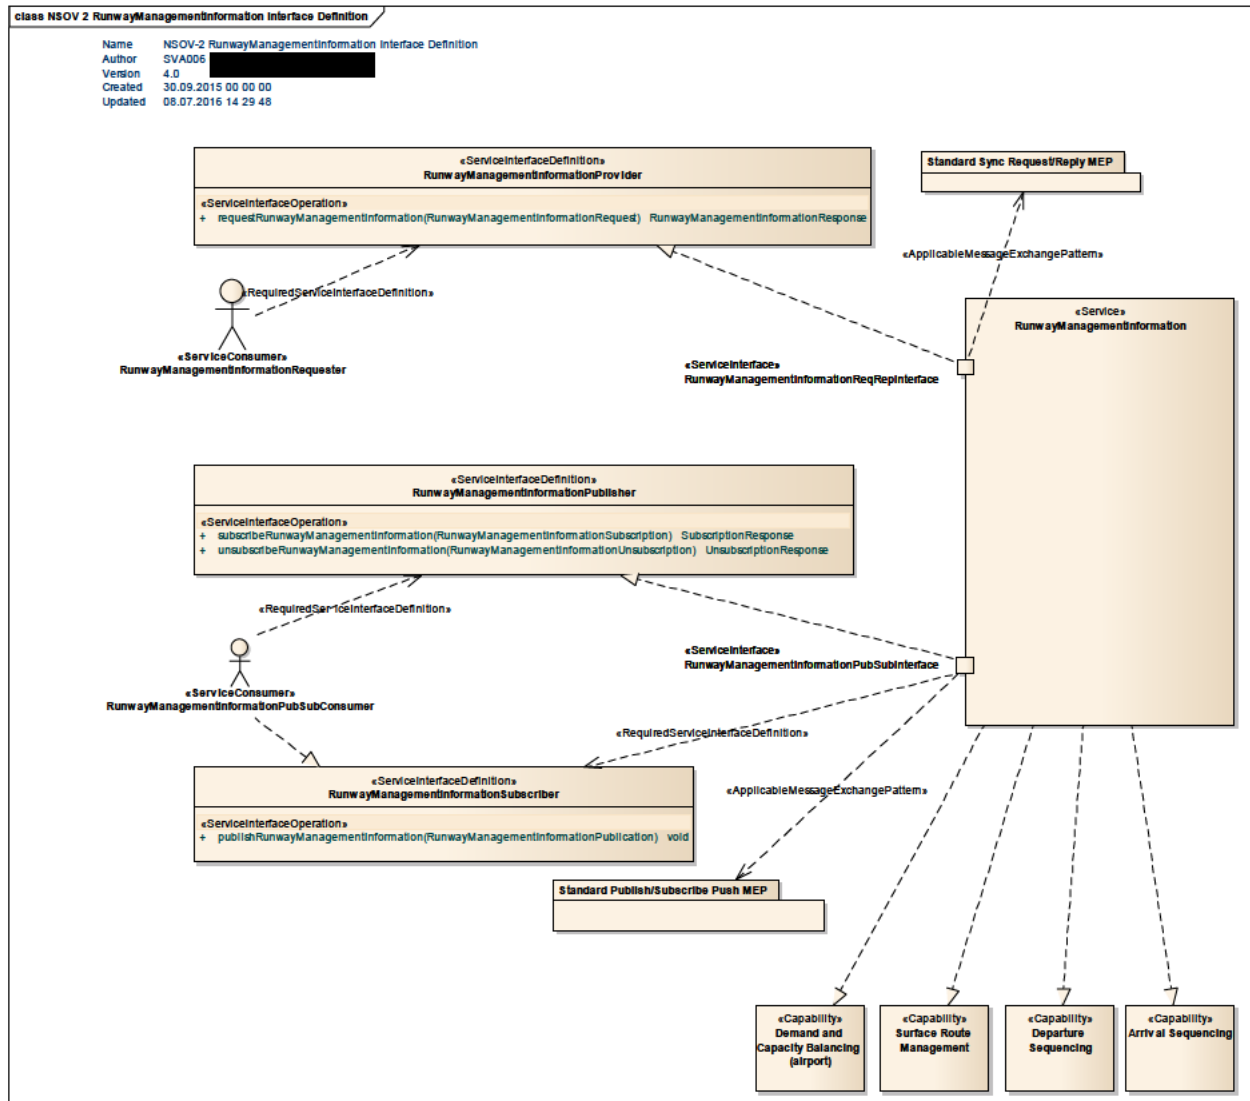 class NSOV 2 RunwayManagementInformation Interface Definition
Name NSOV-2 RunwayManagementInformation Interface Definition
Author SVA006
Version 4.0
Created 30.09.2015 00 00 00
Updated 08.07.2016 14 29 48
«ServiceInterfaceDefinition»
RunwayManagementInformationProvider
«ServiceInterfaceOperation»
+ requestRunwayManagementInformation(RunwayManagementInformationRequest) RunwayManagementInformationResponse
Standard Sync Request/Reply MEP
«ApplicableMessageExchangePattern»
«RequiredServiceInterfaceDefinition»
«Service»
RunwayManagementInformation
«ServiceConsumer»
RunwayManagementInformationRequester
«ServiceInterface»
RunwayManagementInformationReqRepInterface
«ServiceInterfaceDefinition»
RunwayManagementInformationPublisher
«ServiceInterfaceOperation»
+ subscribeRunwayManagementInformation(RunwayManagementInformationSubscription) SubscriptionResponse
+ unsubscribeRunwayManagementInformation(RunwayManagementInformationUnsubscription) UnsubscriptionResponse
«RequiredServiceInterfaceDefinition»
«ServiceInterface»
RunwayManagementInformationPubSubInterface
«ServiceConsumer»
RunwayManagementInformationPubSubConsumer
«RequiredServiceInterfaceDefinition»
«ServiceInterfaceDefinition»
RunwayManagementInformationSubscriber
«ServiceInterfaceOperation»
+ publishRunwayManagementInformation(RunwayManagementInformationPublication) void
«ApplicableMessageExchangePattern»
Standard Publish/Subscribe Push MEP
«Capability»
Demand and
Capacity Balancing
(airport)
«Capability»
Surface Route
Management
«Capability»
Departure
Sequencing
«Capability»
Arrival Sequencing